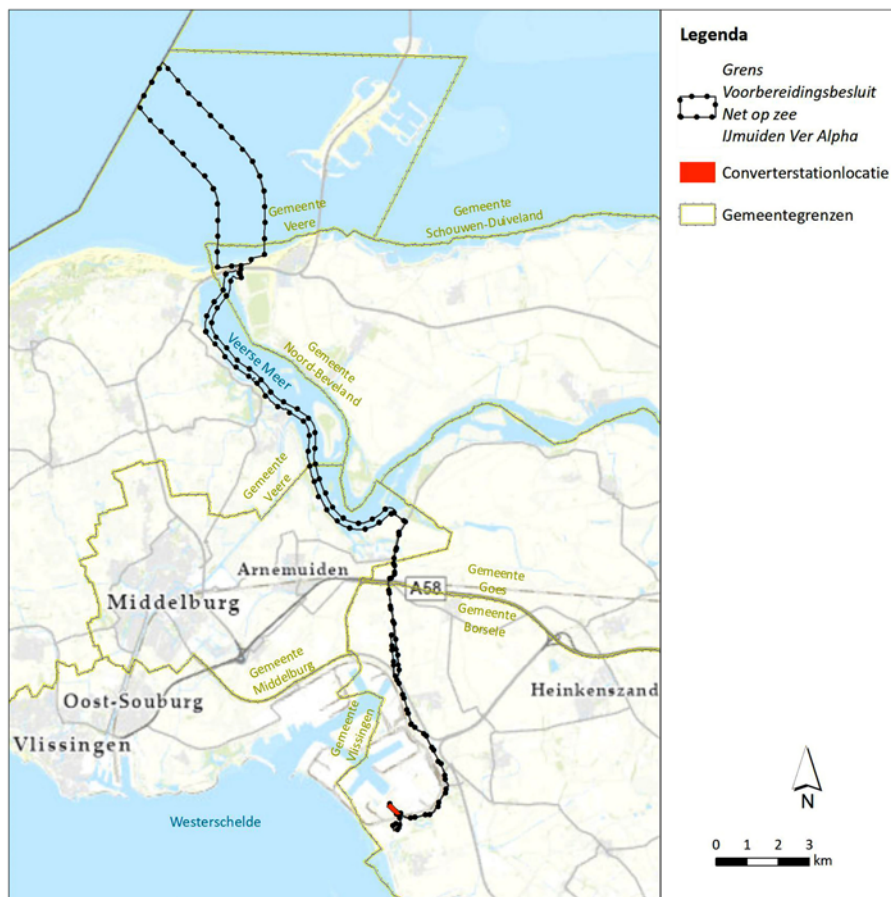 Gemeente
Veere
Gemeente
Schouwen-Duiveland
Veerse Meer
Gemeente
Noord-Beveland
Gemeente
Veere
Arnemuiden
Middelburg
A58
Gemeente
Goes
Gemeente
Borsele
Gemeente
Middelburg
Heinkenszand
Oost-Souburg
Vlissingen
Gemeente
Vlissingen
Westerschelde
Legenda
Grens
Voorbereidingsbesluit
Net op zee
IJmuiden Ver Alpha
Converterstationlocatie
Gemeentegrenzen
N
0 1 2 3
km